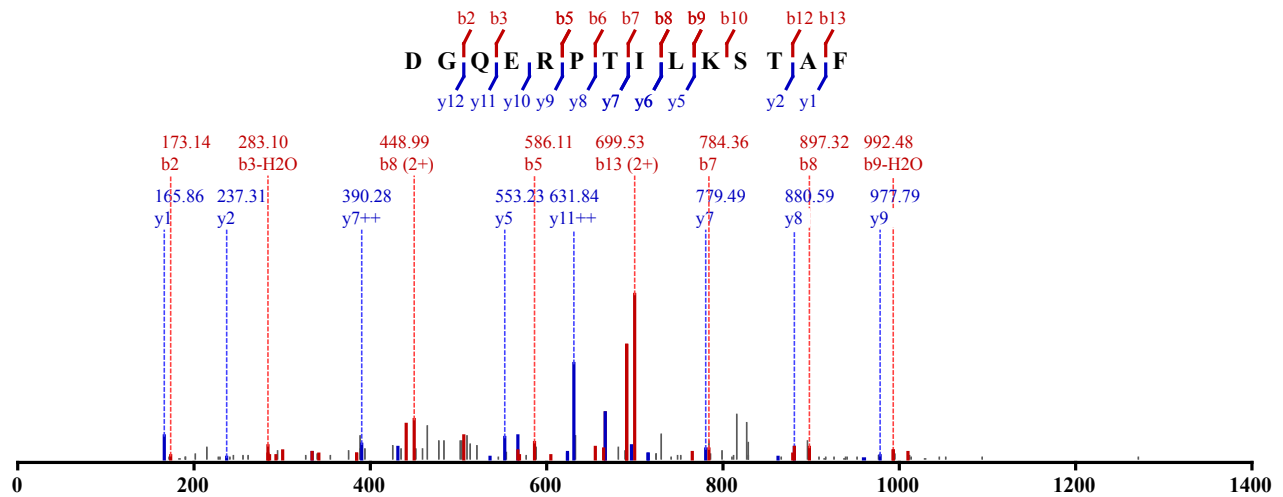 b2 b3 b5 b6 b7 b8 b9 b10 b12 b13
D G Q E R P T I L K S T A F
y12 y11 y10 y9 y8 y7 y6 y5 y2 y1
173.14 283.10 448.99 586.11 699.53 784.36 897.32 992.48
b2 b3-H2O b8 (2+) b5 b13 (2+) b7 b8 b9-H2O
165.86 237.31 390.28 553.23 631.84 779.49 880.59 977.79
y1 y2 y7++ y5 y11++ y7 y8 y9
0 200 400 600 800 1000 1200 1400